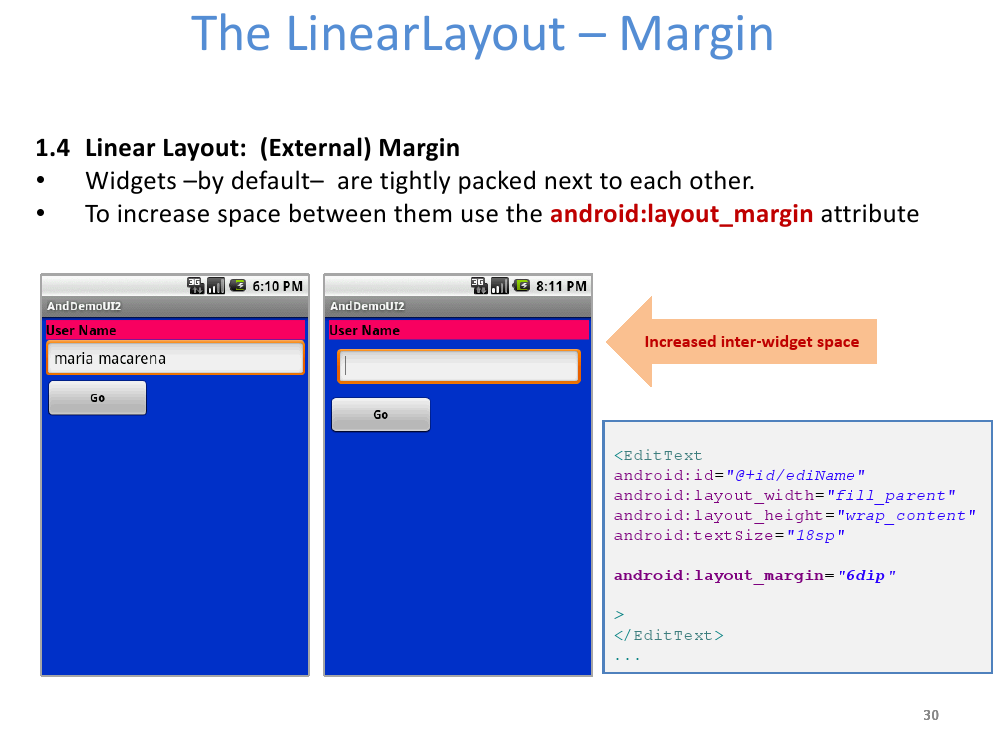 The LinearLayout – Margin
1.4 Linear Layout: (External) Margin
• Widgets –by default– are tightly packed next to each other.
• To increase space between them use the android:layout_margin attribute
3G 6:10 PM
AndDemoUI2
User Name
maria macarena
Go
3G 8:11 PM
AndDemoUI2
User Name
Go
Increased inter-widget space
<EditText
android:id="@+id/ediName"
android:layout_width="fill_parent"
android:layout_height="wrap_content"
android:textSize="18sp"
android:layout_margin="6dip"
>
</EditText>
...
30